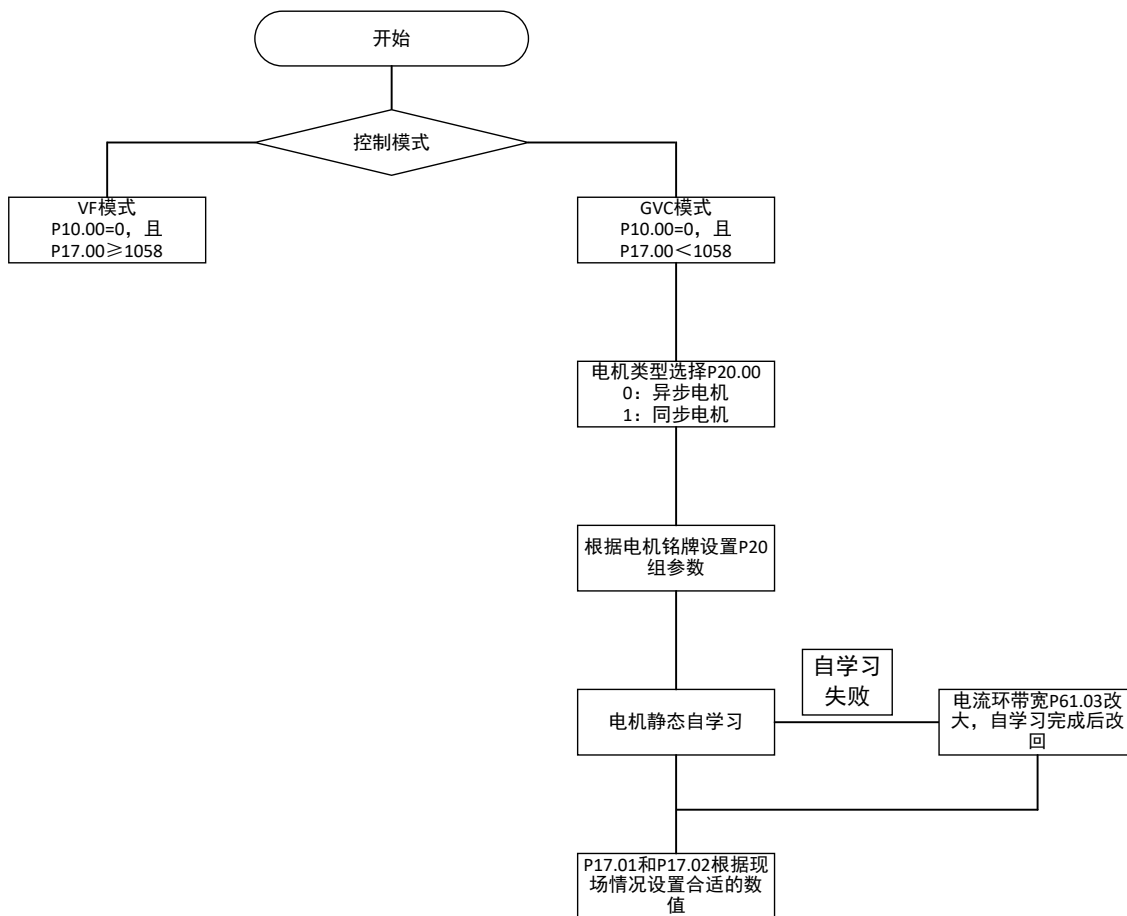 开始
控制模式
VF模式
P10.00=0，且
P17.00≥1058
GVC模式
P10.00=0，且
P17.00＜1058
电机类型选择P20.00
0：异步电机
1：同步电机
根据电机铭牌设置P20
组参数
自学习
失败
电机静态自学习
电流环带宽P61.03改
大，自学习完成后改
回
P17.01和P17.02根据现
场情况设置合适的数
值